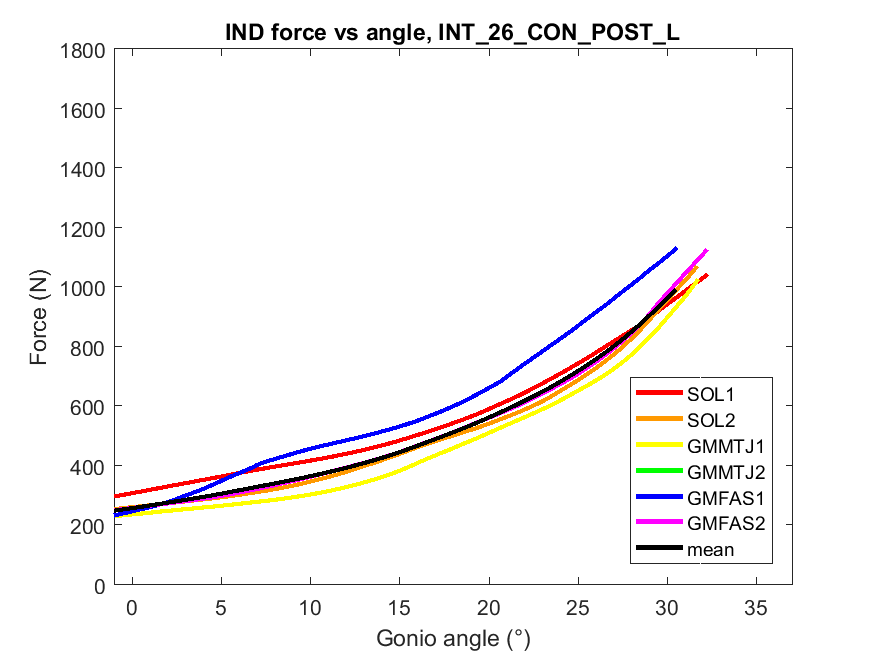 IND force vs angle, INT_26_CON_POST_L
1800
1600
1400
1200
1000
800
600
400
200
0
Force (N)
0 5 10 15 20 25 30 35
Gonio angle (°)
SOL1
SOL2
GMMTJ1
GMMTJ2
GMFAS1
GMFAS2
mean